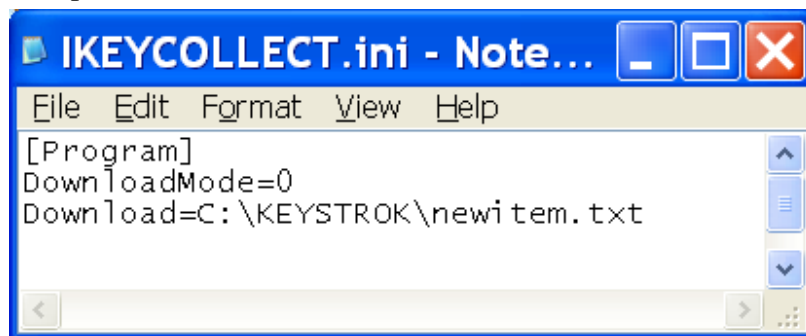 IKEYCOLLECT.ini - Note...
File Edit Format View Help
[Program]
DownloadMode=0
Download=C:\KEYSTROK\newitem.txt